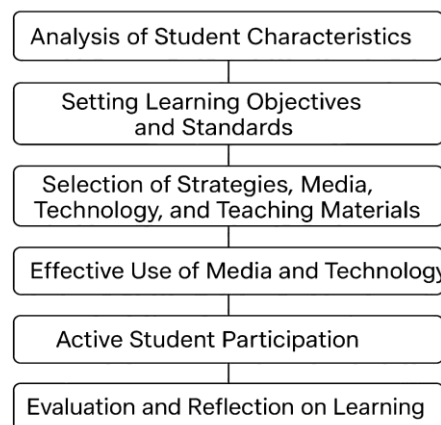 Analysis of Student Characteristics
Setting Learning Objectives
and Standards
Selection of Strategies, Media,
Technology, and Teaching Materials
Effective Use of Media and Technology
Active Student Participation
Evaluation and Reflection on Learning